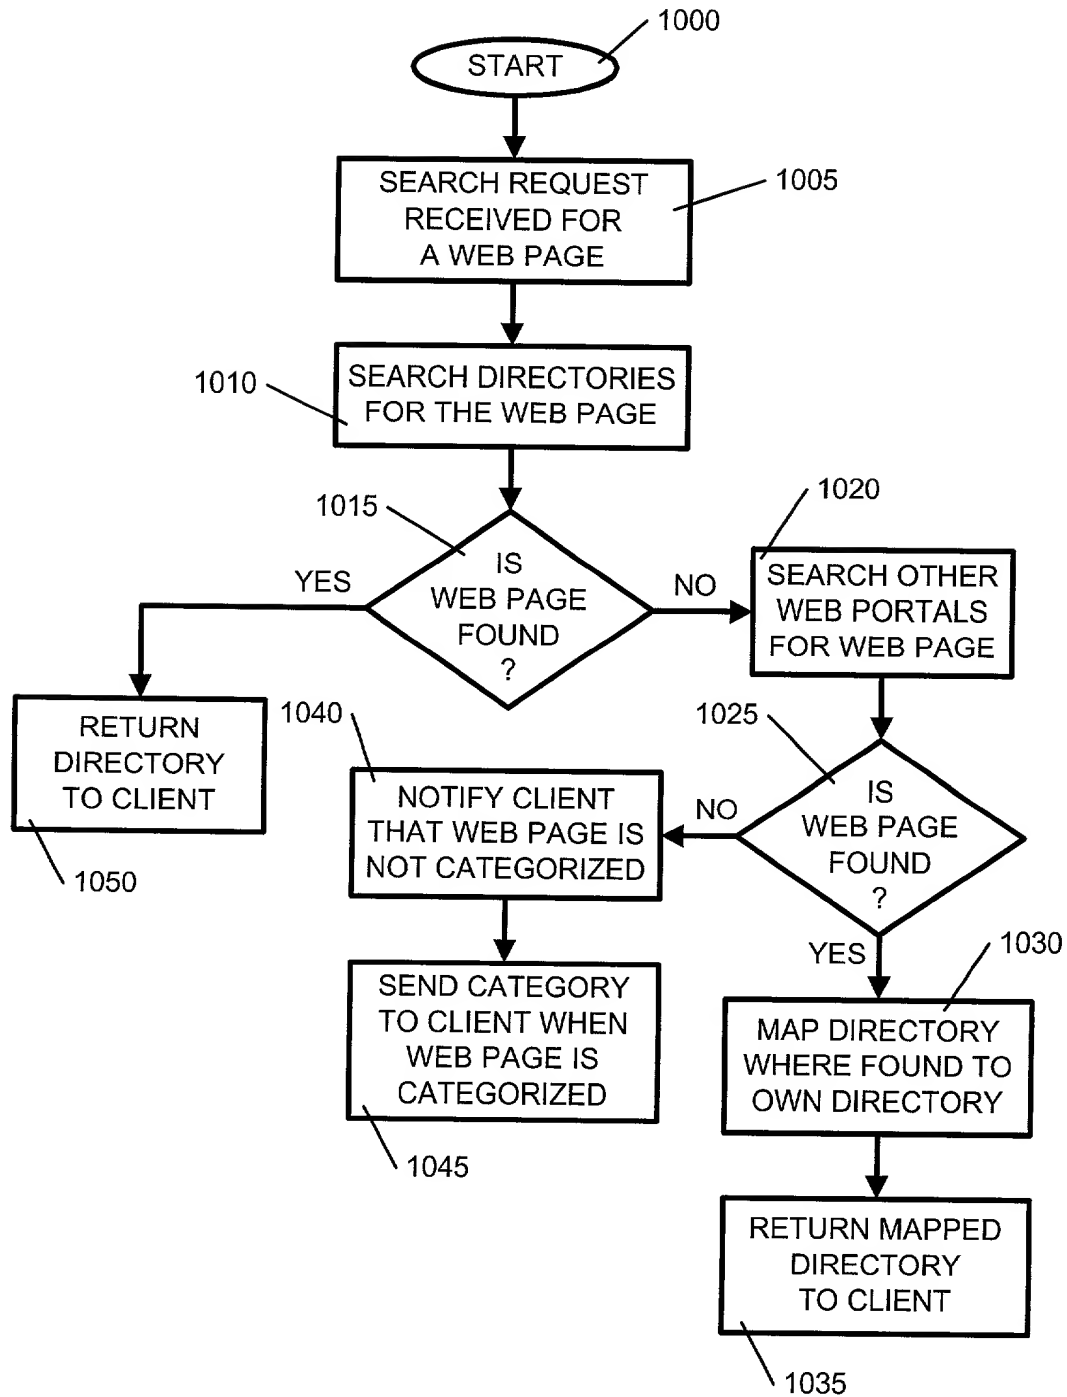 1000
START
SEARCH REQUEST
RECEIVED FOR
A WEB PAGE
1005
SEARCH DIRECTORIES
FOR THE WEB PAGE
1010
1015
IS
WEB PAGE
FOUND
?
YES
NO
1020
SEARCH OTHER
WEB PORTALS
FOR WEB PAGE
RETURN
DIRECTORY
TO CLIENT
1050
1040
NOTIFY CLIENT
THAT WEB PAGE IS
NOT CATEGORIZED
NO
1025
IS
WEB PAGE
FOUND
?
YES
1030
SEND CATEGORY
TO CLIENT WHEN
WEB PAGE IS
CATEGORIZED
1045
MAP DIRECTORY
WHERE FOUND TO
OWN DIRECTORY
RETURN MAPPED
DIRECTORY
TO CLIENT
1035